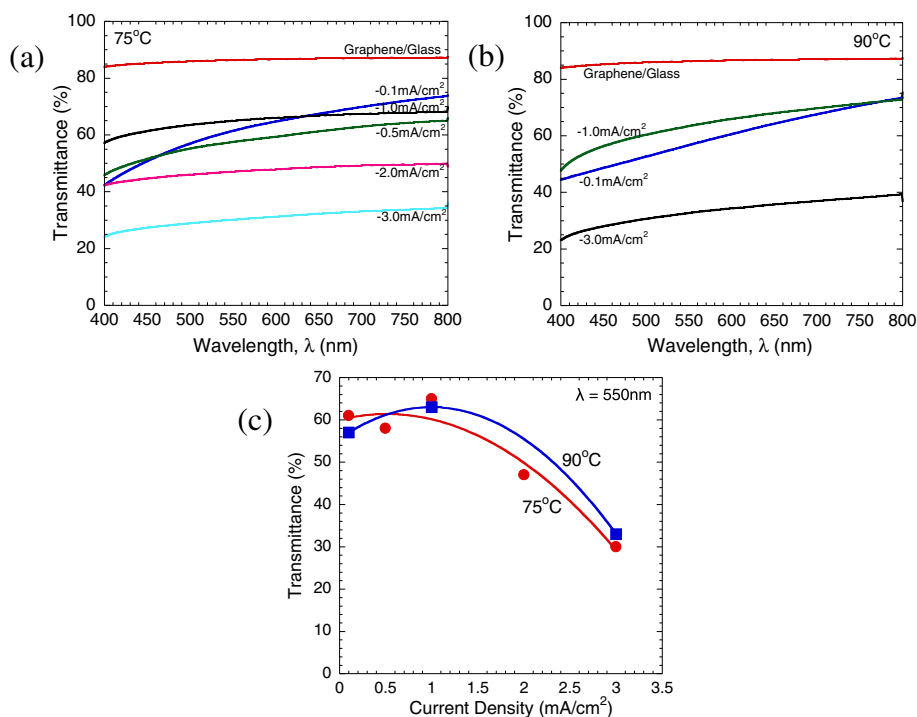 (a)
75°C
Transmittance (%)
100
80
60
40
20
0
Graphene/Glass
-0.1mA/cm²
-1.0mA/cm²
-0.5mA/cm²
-2.0mA/cm²
-3.0mA/cm²
400 450 500 550 600 650 700 750 800
Wavelength, λ (nm)
(b)
90°C
Transmittance (%)
100
80
60
40
20
0
Graphene/Glass
-1.0mA/cm²
-0.1mA/cm²
-3.0mA/cm²
400 450 500 550 600 650 700 750 800
Wavelength, λ (nm)
(c)
λ = 550nm
Transmittance (%)
70
60
50
40
30
20
10
0
90°C
75°C
0 0.5 1 1.5 2 2.5 3 3.5
Current Density (mA/cm²)